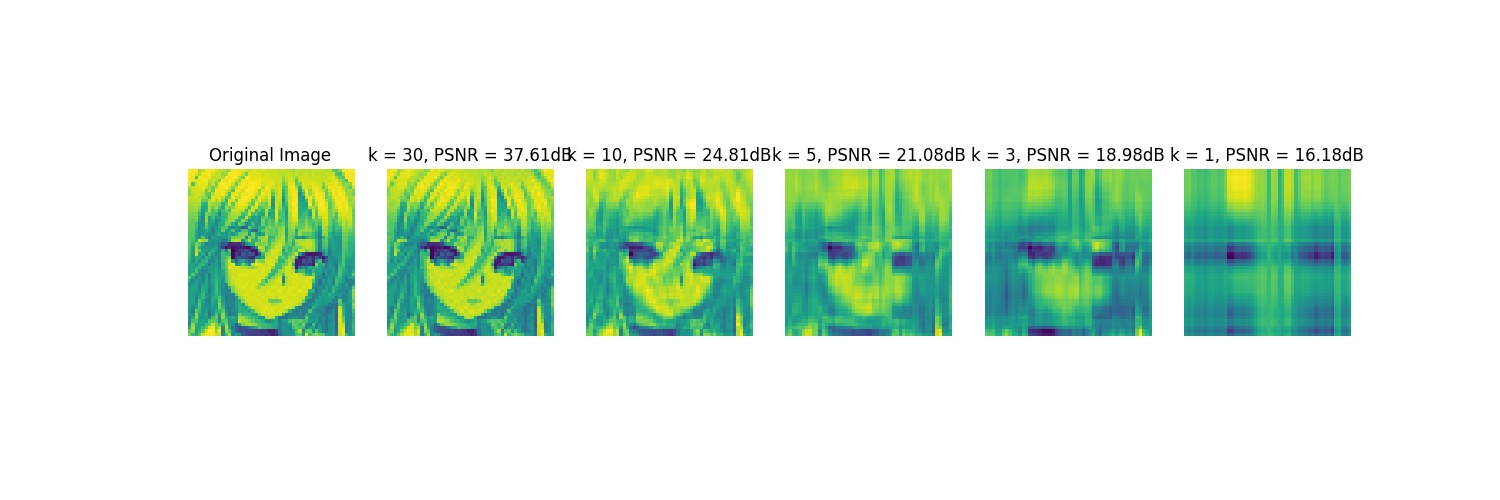 Original Image
k = 30, PSNR = 37.61dB
k = 10, PSNR = 24.81dB
k = 5, PSNR = 21.08dB
k = 3, PSNR = 18.98dB
k = 1, PSNR = 16.18dB